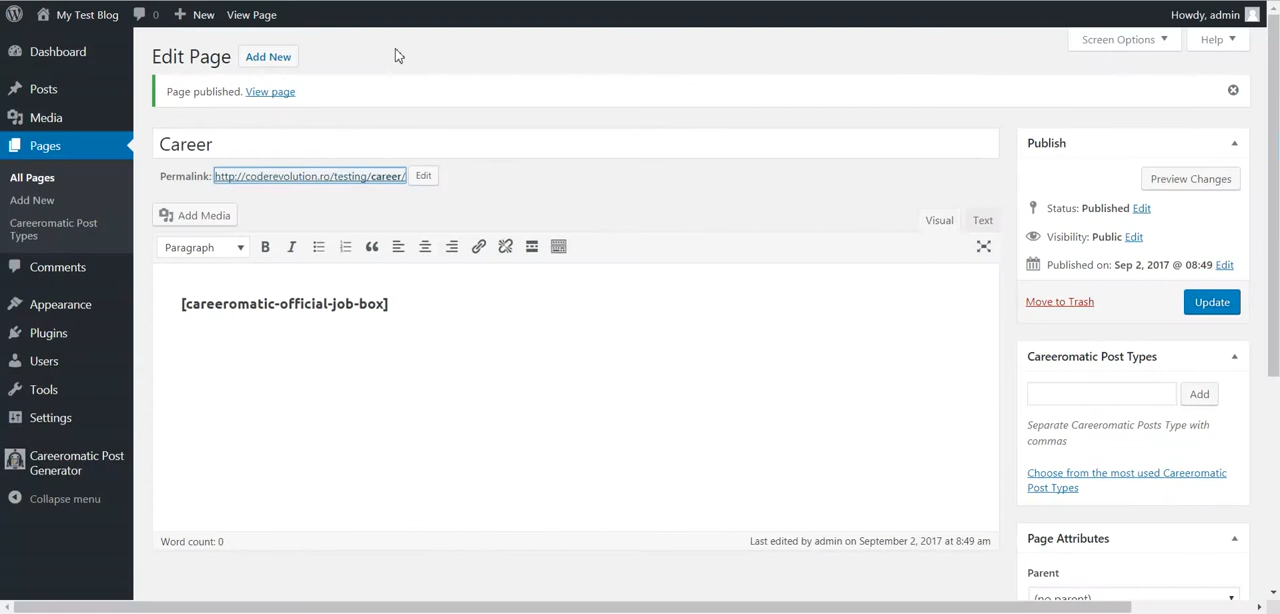 My Test Blog
0
New
View Page
Howdy, admin
Dashboard
Posts
Media
Pages
All Pages
Add New
Careeromatic Post
Types
Comments
Appearance
Plugins
Users
Tools
Settings
Careeromatic Post
Generator
Collapse menu
Screen Options
Help
Edit Page
Add New
Page published. View page
Career
Permalink: http://coderevolution.ro/testing/career/
Edit
Add Media
Visual
Text
Paragraph
B
I
[careeromatic-official-job-box]
Word count: 0
Last edited by admin on September 2, 2017 at 8:49 am
Publish
Preview Changes
Status: Published Edit
Visibility: Public Edit
Published on: Sep 2, 2017 @ 08:49 Edit
Move to Trash
Update
Careeromatic Post Types
Add
Separate Careeromatic Posts Type with
commas
Choose from the most used Careeromatic
Post Types
Page Attributes
Parent
(no parent)